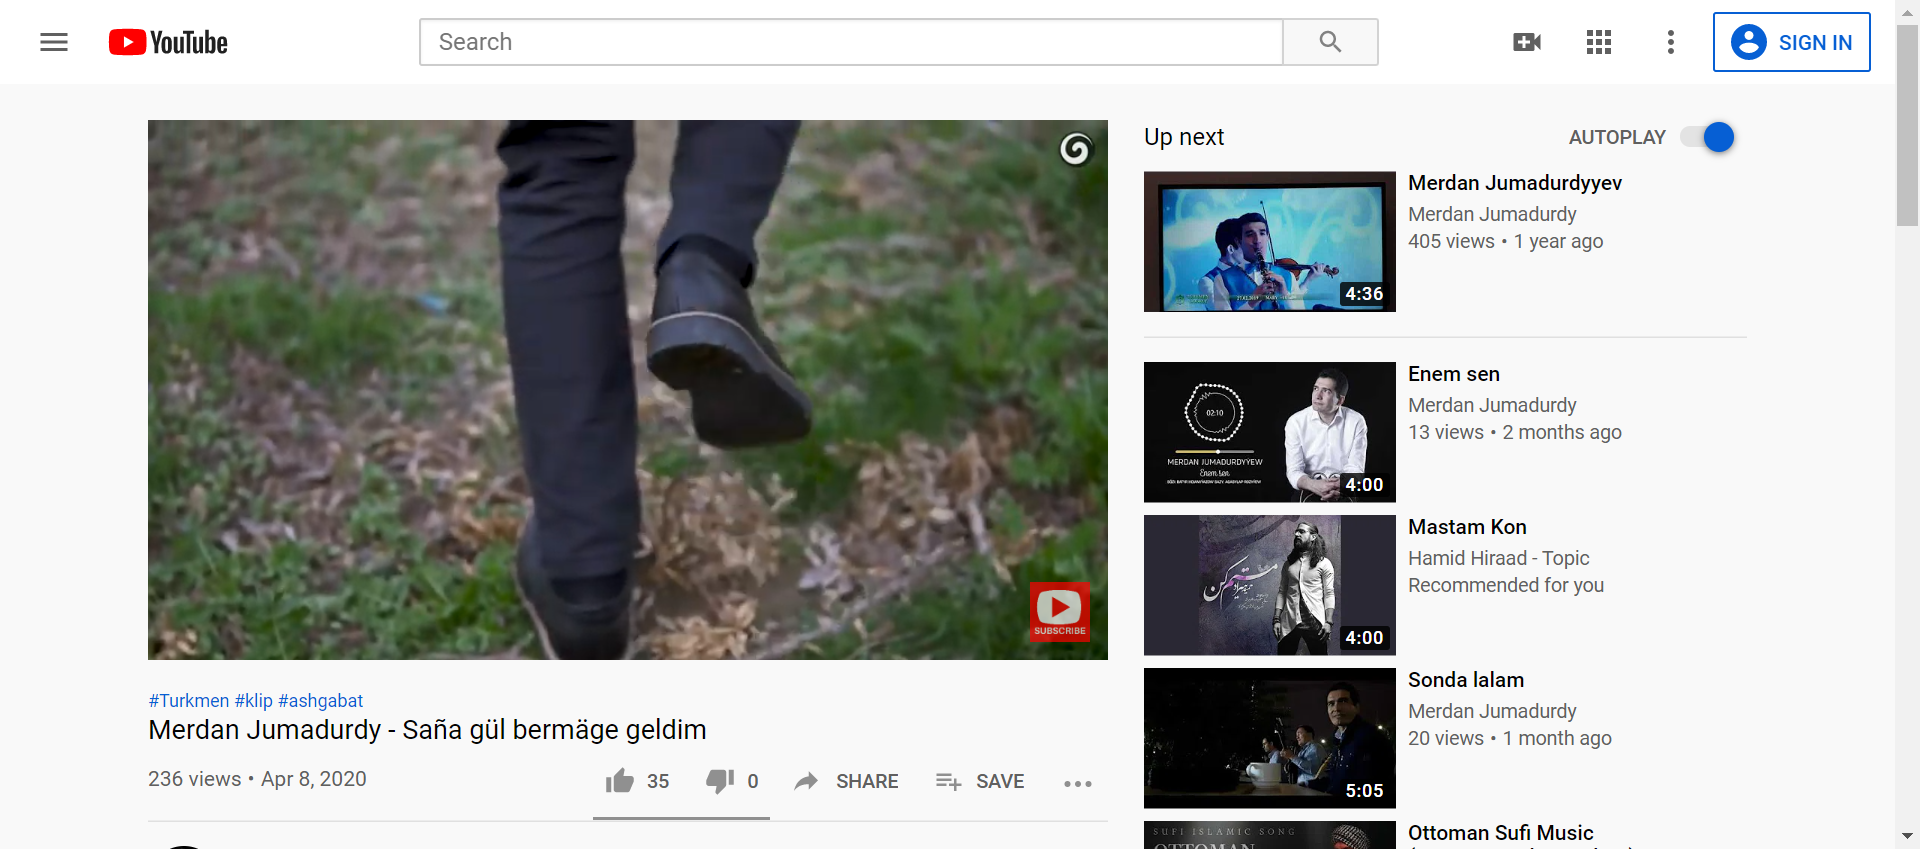 YouTube
Search
SIGN IN
SUBSCRIBE
#Turkmen #klip #ashgabat
Merdan Jumadurdy - Saña gül bermäge geldim
236 views • Apr 8, 2020
35
0
SHARE
SAVE
Up next
AUTOPLAY
4:36
Merdan Jumadurdyyev
Merdan Jumadurdy
405 views • 1 year ago
02:10
MERDAN JUMADURDYYEW
Enem sen
4:00
Enem sen
Merdan Jumadurdy
13 views • 2 months ago
4:00
Mastam Kon
Hamid Hiraad - Topic
Recommended for you
5:05
Sonda lalam
Merdan Jumadurdy
20 views • 1 month ago
SUFI ISLAMIC SONG
OTTOMAN
Ottoman Sufi Music